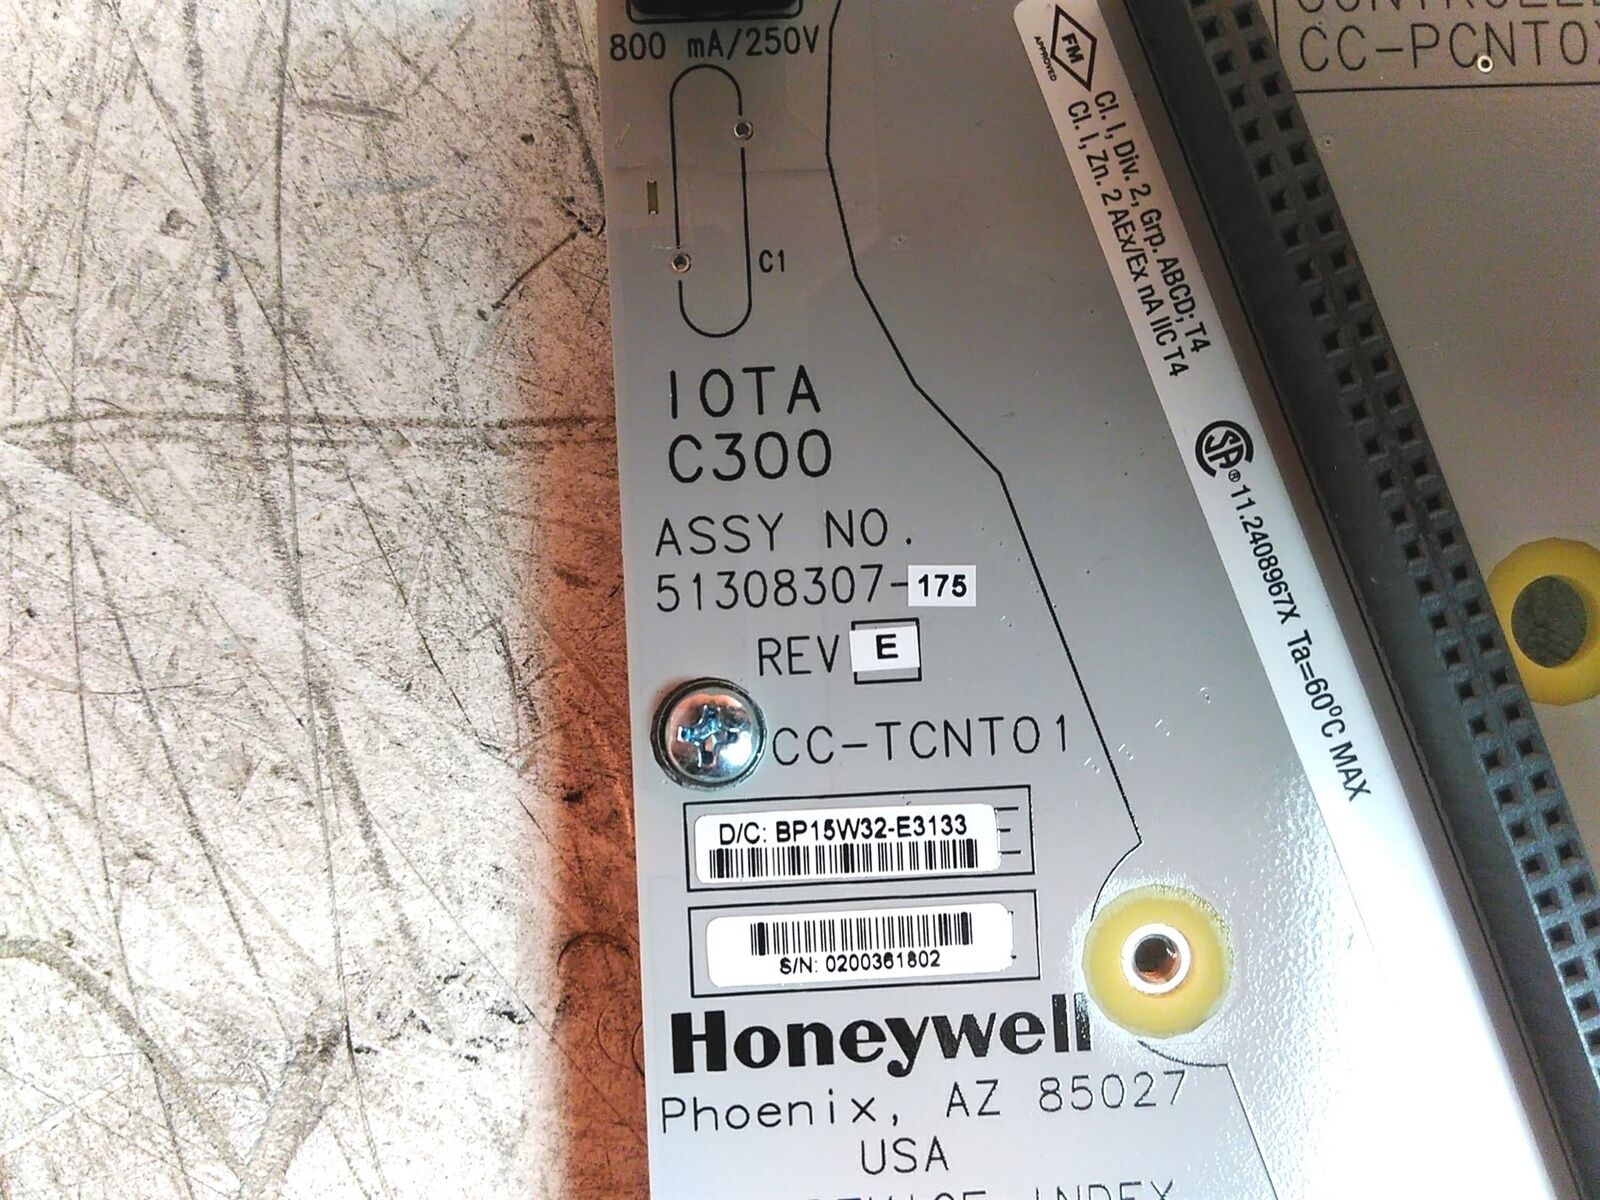 800 mA/250V
C1
IOTA
C300
ASSY NO.
51308307-175
REV E
CC-TCNT01
D/C: BP15W32-E3133
S/N: 0200361802
Honeywell
Phoenix, AZ 85027
USA
INDEX
FM
APPROVED
Cl. I, Div. 2, Grp. ABCD; T4
Cl. I, Zn. 2 AEx/Ex nA IIC T4
SA® 11.2408967X Ta=60°C MAX
CC-PCNT0